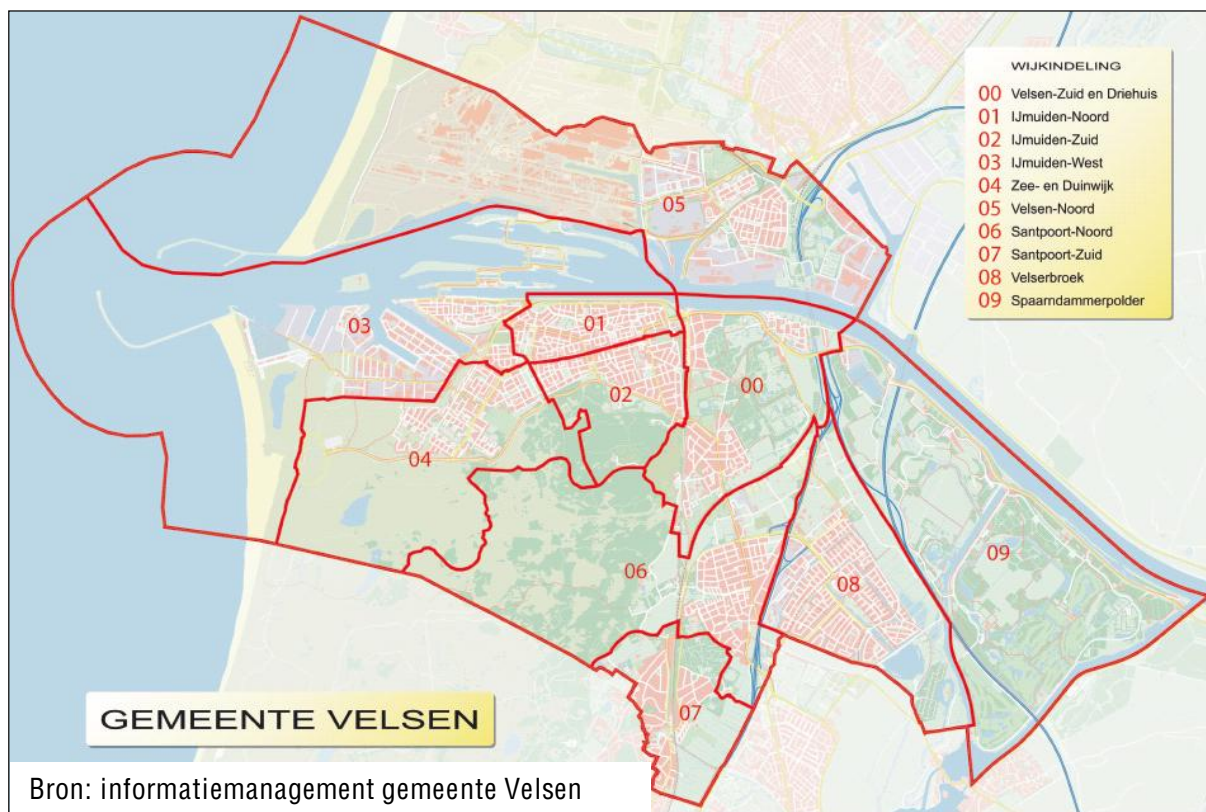 WIJKINDELING
00 Velsen-Zuid en Driehuis
01 IJmuiden-Noord
02 IJmuiden-Zuid
03 IJmuiden-West
04 Zee- en Duinwijk
05 Velsen-Noord
06 Santpoort-Noord
07 Santpoort-Zuid
08 Velserbroek
09 Spaarndammerpolder
05
03
01
02
00
04
06
08
09
07
GEMEENTE VELSEN
Bron: informatiemanagement gemeente Velsen